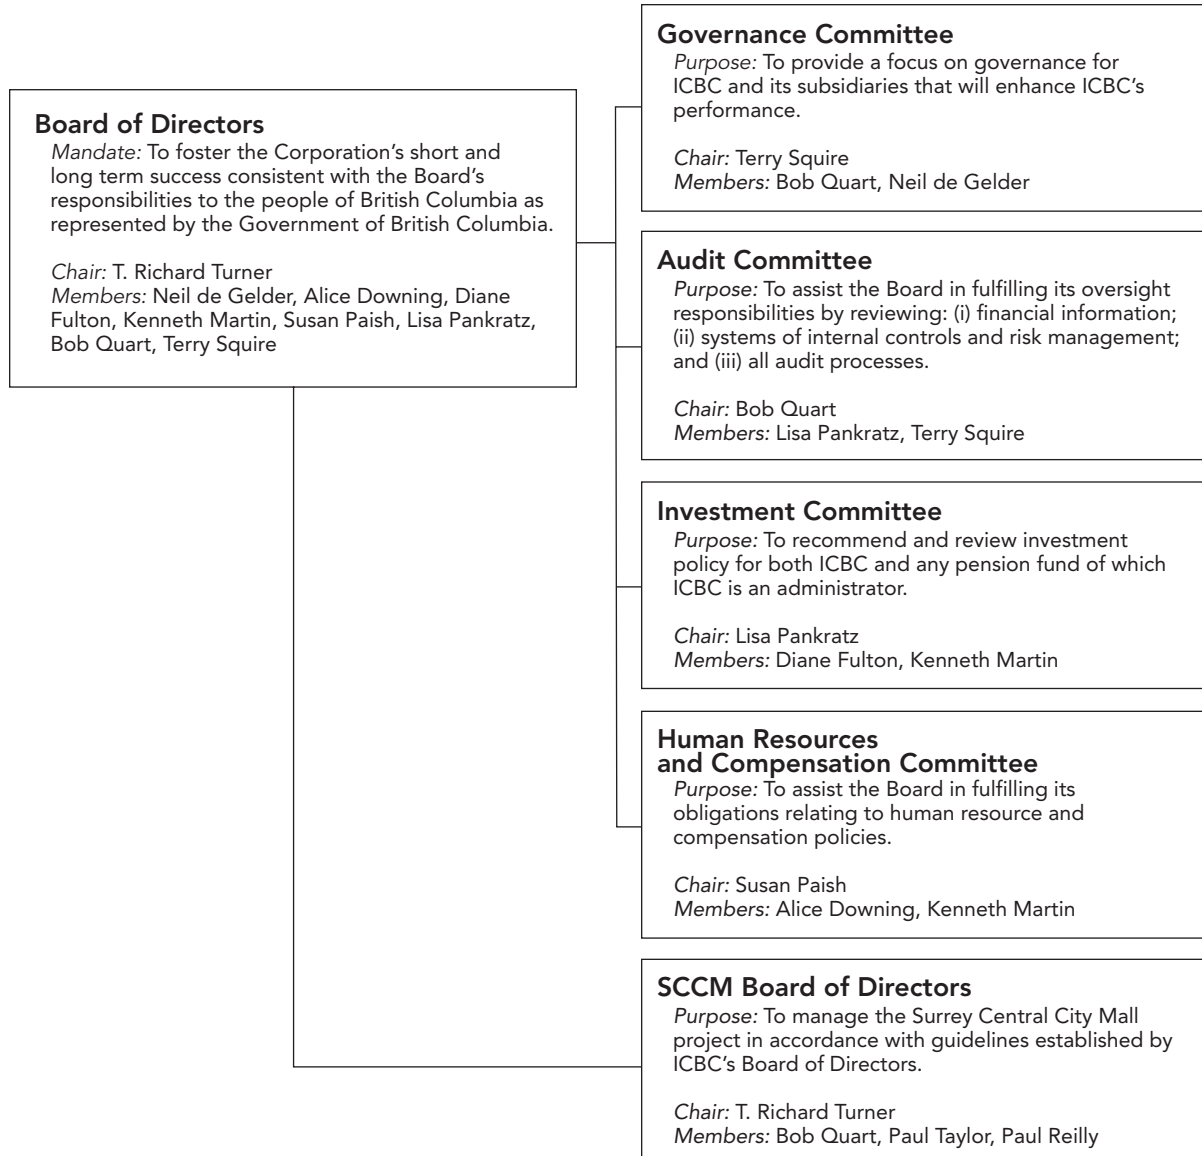 Board of Directors
Mandate: To foster the Corporation’s short and
long term success consistent with the Board’s
responsibilities to the people of British Columbia as
represented by the Government of British Columbia.
Chair: T. Richard Turner
Members: Neil de Gelder, Alice Downing, Diane
Fulton, Kenneth Martin, Susan Paish, Lisa Pankratz,
Bob Quart, Terry Squire
Governance Committee
Purpose: To provide a focus on governance for
ICBC and its subsidiaries that will enhance ICBC’s
performance.
Chair: Terry Squire
Members: Bob Quart, Neil de Gelder
Audit Committee
Purpose: To assist the Board in fulfilling its oversight
responsibilities by reviewing: (i) financial information;
(ii) systems of internal controls and risk management;
and (iii) all audit processes.
Chair: Bob Quart
Members: Lisa Pankratz, Terry Squire
Investment Committee
Purpose: To recommend and review investment
policy for both ICBC and any pension fund of which
ICBC is an administrator.
Chair: Lisa Pankratz
Members: Diane Fulton, Kenneth Martin
Human Resources
and Compensation Committee
Purpose: To assist the Board in fulfilling its
obligations relating to human resource and
compensation policies.
Chair: Susan Paish
Members: Alice Downing, Kenneth Martin
SCCM Board of Directors
Purpose: To manage the Surrey Central City Mall
project in accordance with guidelines established by
ICBC’s Board of Directors.
Chair: T. Richard Turner
Members: Bob Quart, Paul Taylor, Paul Reilly